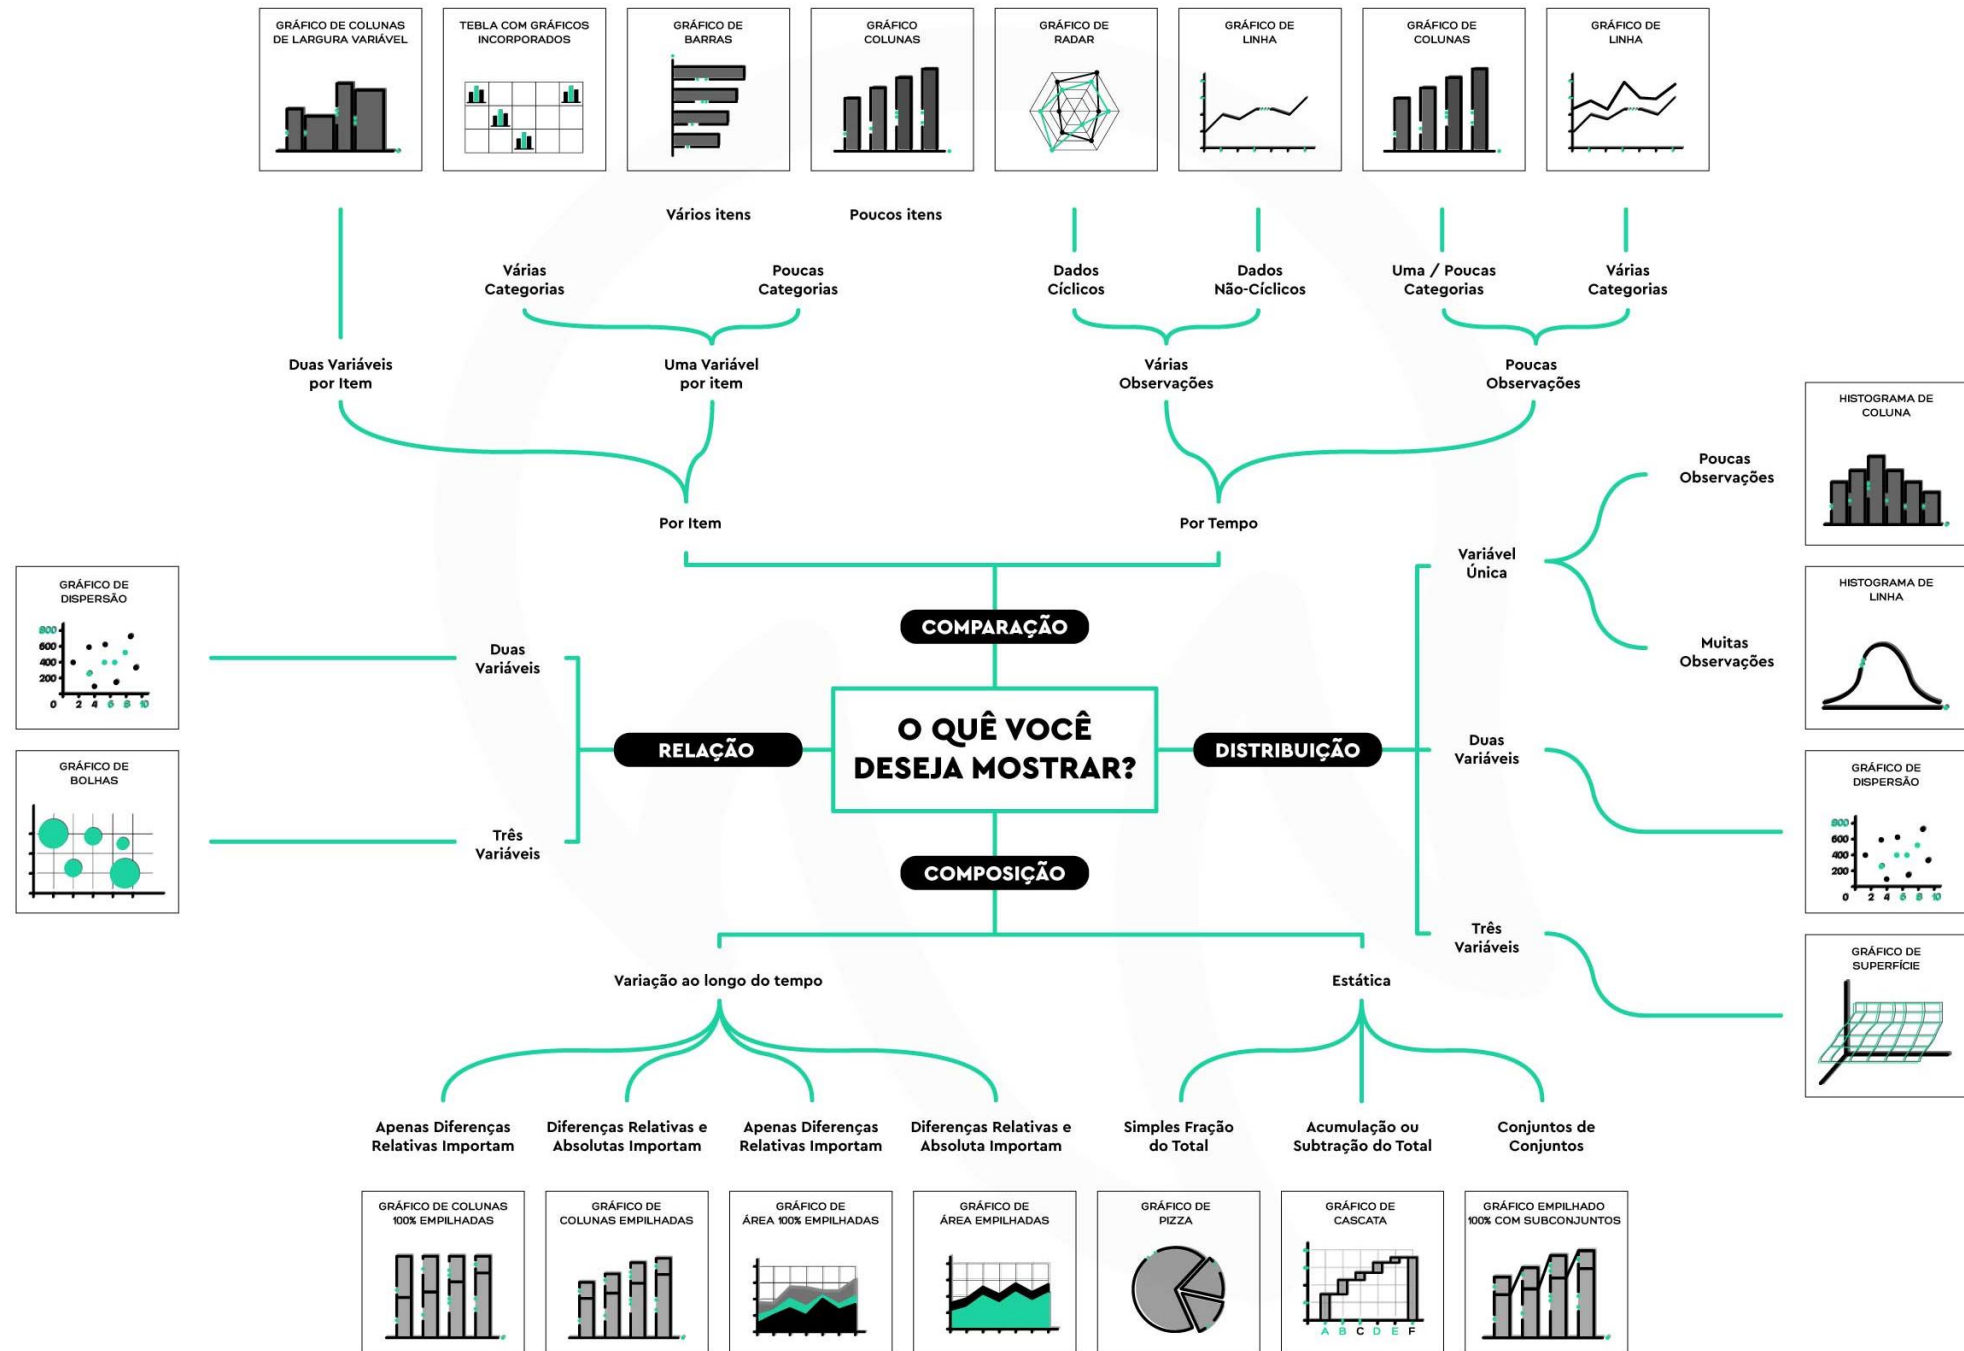 GRÁFICO DE COLUNAS
DE LARGURA VARIÁVEL
TEBLA COM GRÁFICOS
INCORPORADOS
GRÁFICO DE
BARRAS
GRÁFICO
COLUNAS
GRÁFICO DE
RADAR
GRÁFICO DE
LINHA
GRÁFICO DE
COLUNAS
GRÁFICO DE
LINHA
Vários itens
Poucos itens
Várias
Categorias
Poucas
Categorias
Dados
Cíclicos
Dados
Não-Cíclicos
Uma / Poucas
Categorias
Várias
Categorias
Duas Variáveis
por Item
Uma Variável
por item
Várias
Observações
Poucas
Observações
Por Item
Por Tempo
COMPARAÇÃO
O QUÊ VOCÊ
DESEJA MOSTRAR?
RELAÇÃO
Duas
Variáveis
GRÁFICO DE
DISPERSÃO
800
600
400
200
0 2 4 6 8 10
Três
Variáveis
GRÁFICO DE
BOLHAS
DISTRIBUIÇÃO
Variável
Única
Poucas
Observações
HISTOGRAMA DE
COLUNA
Muitas
Observações
HISTOGRAMA DE
LINHA
Duas
Variáveis
GRÁFICO DE
DISPERSÃO
800
600
400
200
0 2 4 6 8 10
Três
Variáveis
GRÁFICO DE
SUPERFÍCIE
COMPOSIÇÃO
Variação ao longo do tempo
Estática
Apenas Diferenças
Relativas Importam
Diferenças Relativas e
Absolutas Importam
Apenas Diferenças
Relativas Importam
Diferenças Relativas e
Absoluta Importam
Simples Fração
do Total
Acumulação ou
Subtração do Total
Conjuntos de
Conjuntos
GRÁFICO DE COLUNAS
100% EMPILHADAS
GRÁFICO DE
COLUNAS EMPILHADAS
GRÁFICO DE
ÁREA 100% EMPILHADAS
GRÁFICO DE
ÁREA EMPILHADAS
GRÁFICO DE
PIZZA
GRÁFICO DE
CASCATA
A B C D E F
GRÁFICO EMPILHADO
100% COM SUBCONJUNTOS